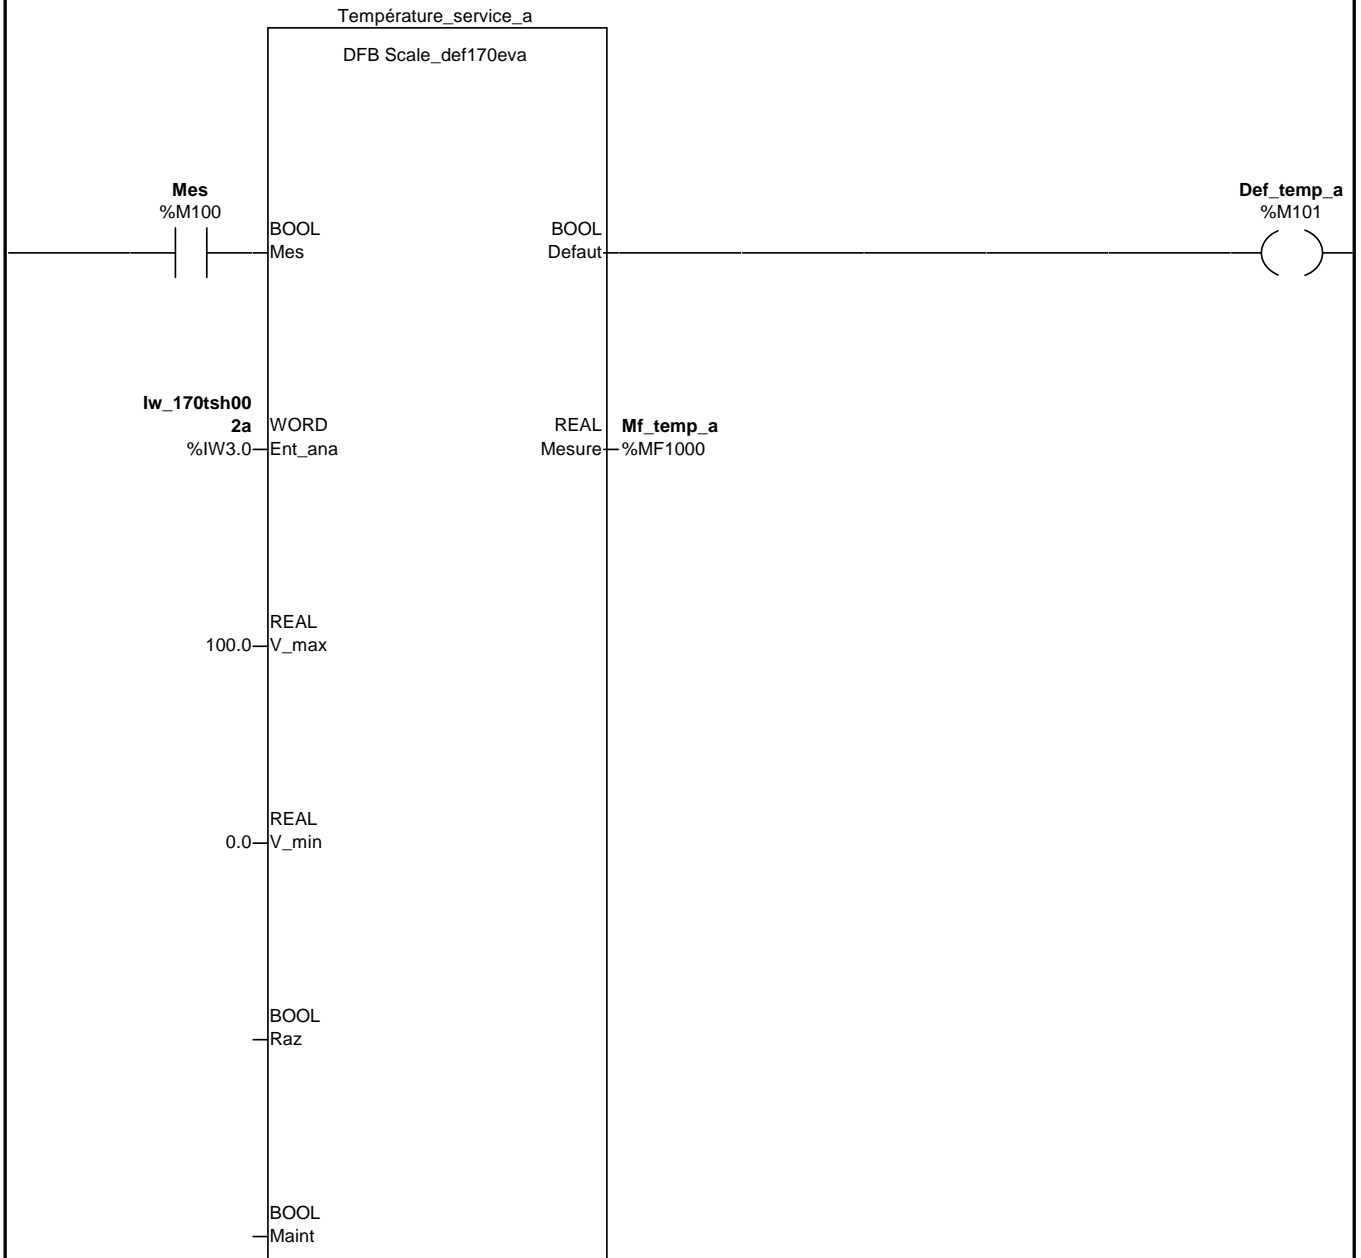 Température_service_a
DFB Scale_def170eva
Mes
%M100
BOOL
Mes
BOOL
Defaut
Def_temp_a
%M101
Iw_170tsh00
2a
%IW3.0
WORD
Ent_ana
REAL
Mesure
Mf_temp_a
%MF1000
100.0
REAL
V_max
0.0
REAL
V_min
BOOL
Raz
BOOL
Maint